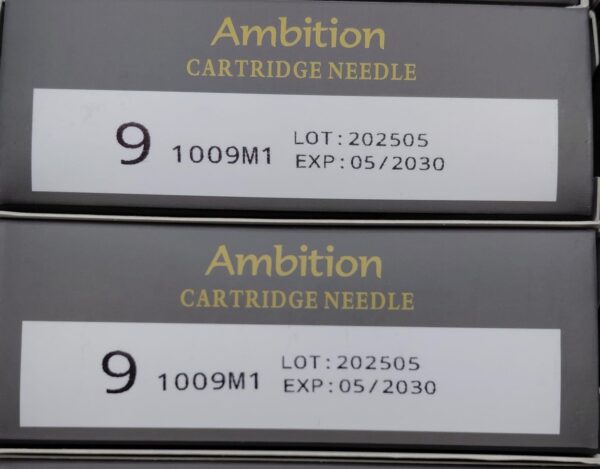 Ambition
CARTRIDGE NEEDLE
9 1009M1
LOT:202505
EXP:05/2030
Ambition
CARTRIDGE NEEDLE
9 1009M1
LOT:202505
EXP:05/2030